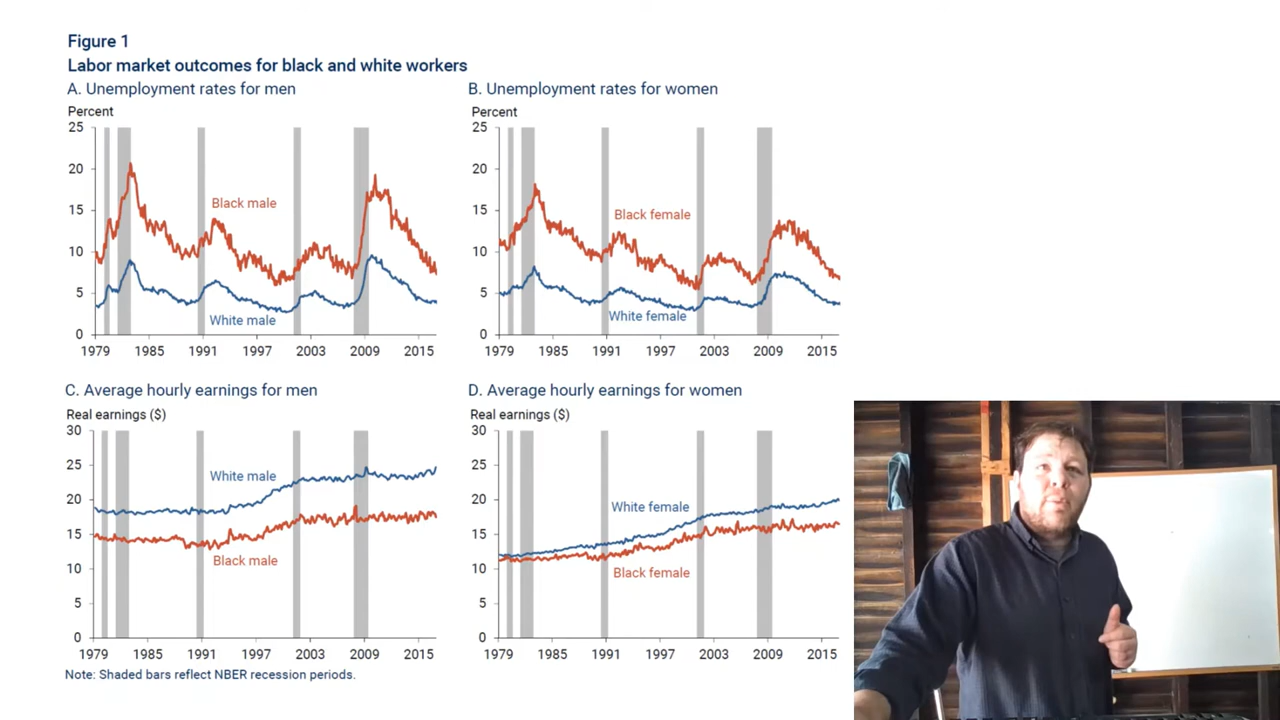 Figure 1
Labor market outcomes for black and white workers
A. Unemployment rates for men
Percent
25
20
15
10
5
0
Black male
White male
1979 1985 1991 1997 2003 2009 2015
B. Unemployment rates for women
Percent
25
20
15
10
5
0
Black female
White female
1979 1985 1991 1997 2003 2009 2015
C. Average hourly earnings for men
Real earnings ($)
30
25
20
15
10
5
0
White male
Black male
1979 1985 1991 1997 2003 2009 2015
D. Average hourly earnings for women
Real earnings ($)
30
25
20
15
10
5
0
White female
Black female
1979 1985 1991 1997 2003 2009 2015
Note: Shaded bars reflect NBER recession periods.